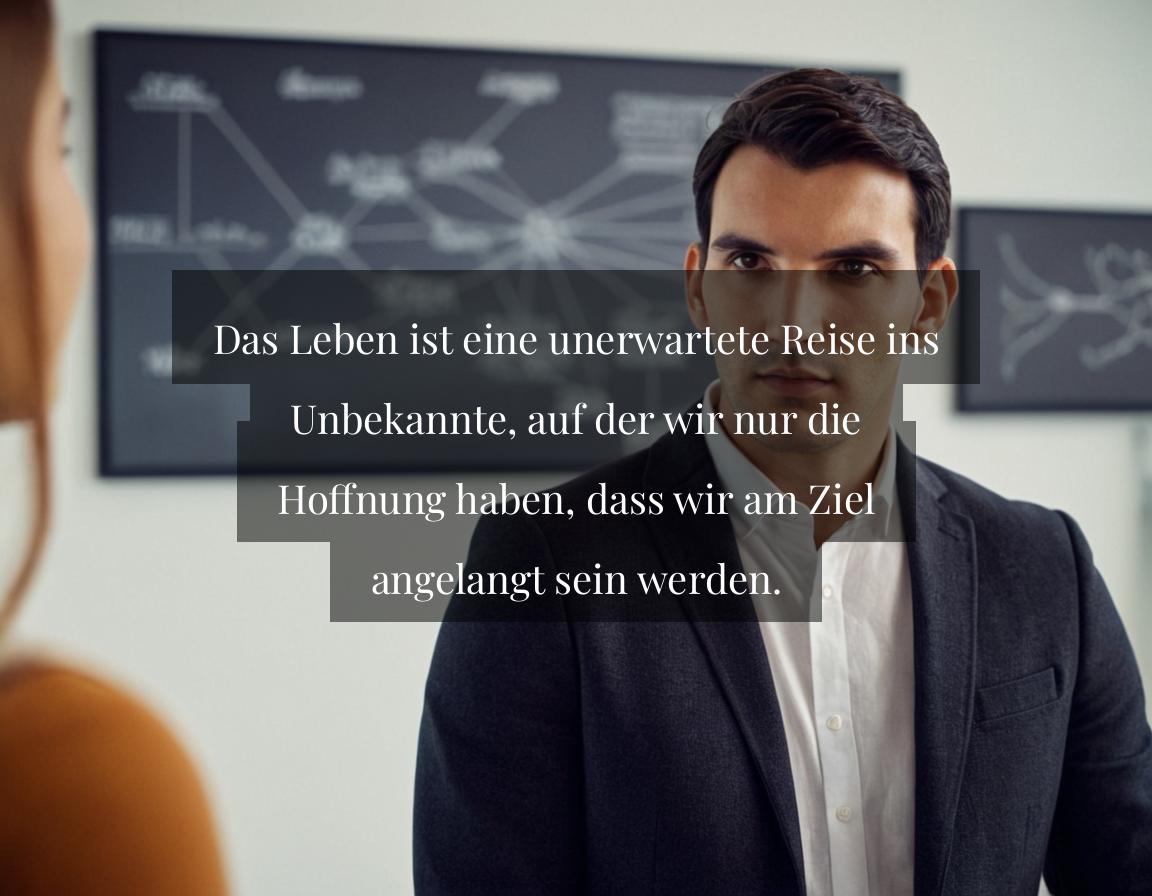 Das Leben ist eine unerwartete Reise ins
Unbekannte, auf der wir nur die
Hoffnung haben, dass wir am Ziel
angelangt sein werden.